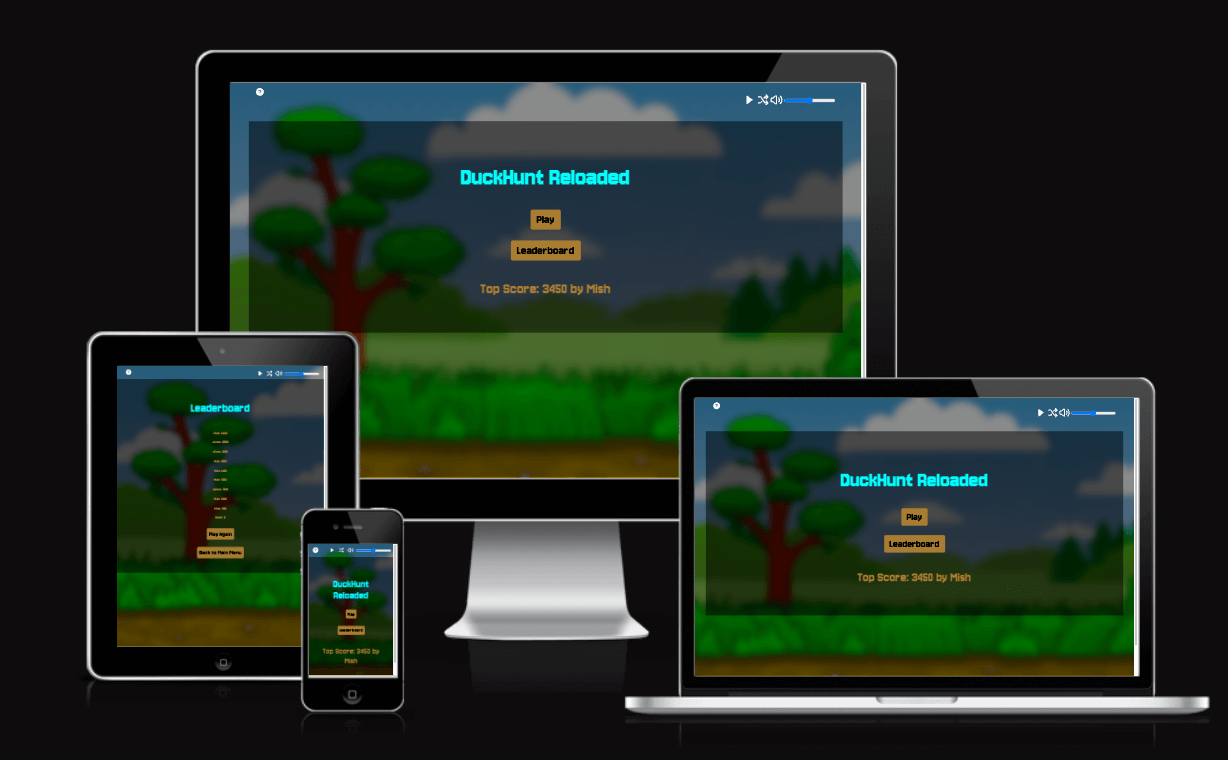 DuckHunt Reloaded
Play
Leaderboard
Top Score: 3450 by Mish
Leaderboard
Play Again
Back to Main Menu
DuckHunt
Reloaded
Play
Leaderboard
Top Score: 3450 by
Mish
DuckHunt Reloaded
Play
Leaderboard
Top Score: 3450 by Mish